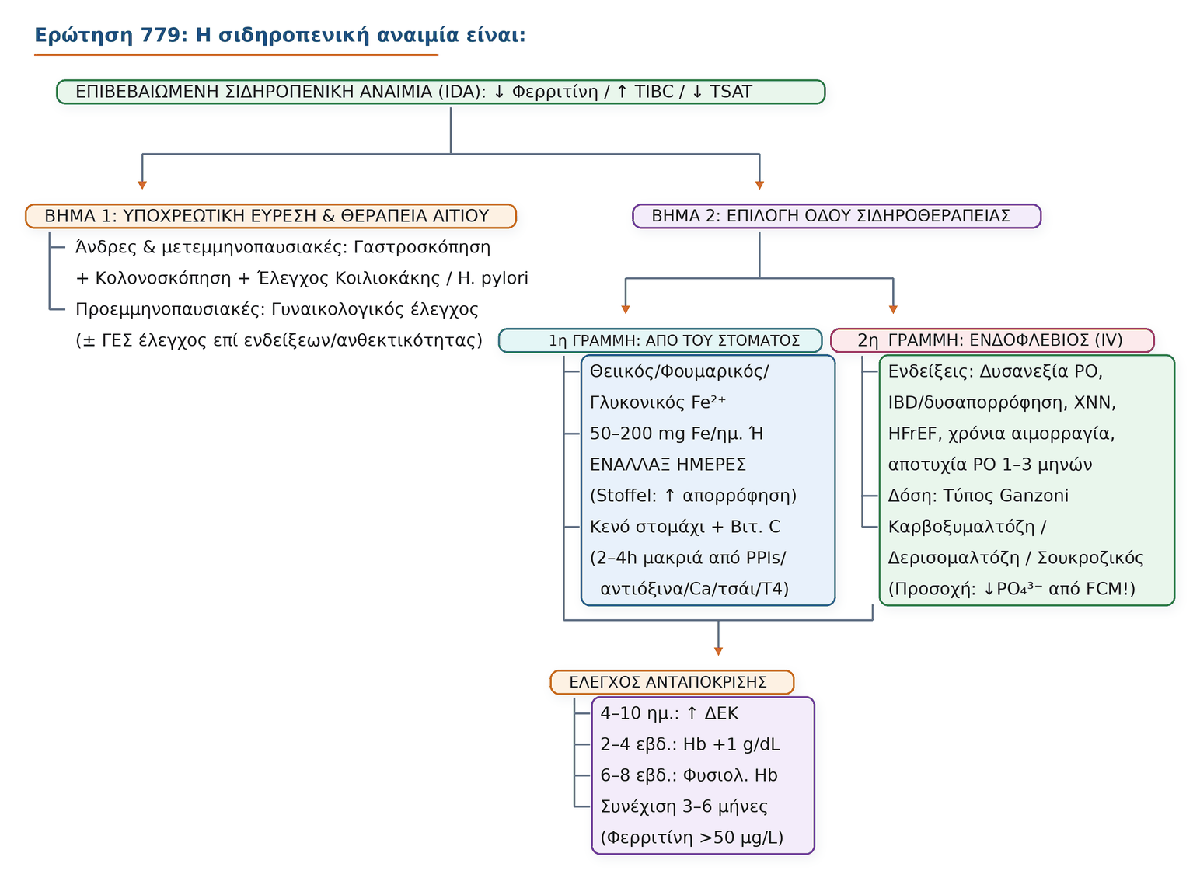 Ερώτηση 779: Η σιδηροπενική αναιμία είναι:
ΕΠΙΒΕΒΑΙΩΜΕΝΗ ΣΙΔΗΡΟΠΕΝΙΚΗ ΑΝΑΙΜΙΑ (IDA): ↓ Φερριτίνη / ↑ TIBC / ↓ TSAT
ΒΗΜΑ 1: ΥΠΟΧΡΕΩΤΙΚΗ ΕΥΡΕΣΗ & ΘΕΡΑΠΕΙΑ ΑΙΤΙΟΥ
Άνδρες & μετεμμηνοπαυσιακές: Γαστροσκόπηση
+ Κολονοσκόπηση + Έλεγχος Κοιλιοκάκης / H. pylori
Προεμμηνοπαυσιακές: Γυναικολογικός έλεγχος
(± ΓΕΣ έλεγχος επί ενδείξεων/ανθεκτικότητας)
ΒΗΜΑ 2: ΕΠΙΛΟΓΗ ΟΔΟΥ ΣΙΔΗΡΟΘΕΡΑΠΕΙΑΣ
1η ΓΡΑΜΜΗ: ΑΠΟ ΤΟΥ ΣΤΟΜΑΤΟΣ
Θειικός/Φουμαρικός/
Γλυκονικός Fe²⁺
50–200 mg Fe/ημ. Ή
ΕΝΑΛΛΑΞ ΗΜΕΡΕΣ
(Stoffel: ↑ απορρόφηση)
Κενό στομάχι + Βιτ. C
(2–4h μακριά από PPIs/
αντιόξινα/Ca/τσάι/T4)
2η ΓΡΑΜΜΗ: ΕΝΔΟΦΛΕΒΙΟΣ (IV)
Ενδείξεις: Δυσανεξία PO,
IBD/δυσαπορρόφηση, ΧΝΝ,
HFrEF, χρόνια αιμορραγία,
αποτυχία PO 1–3 μηνών
Δόση: Τύπος Ganzoni
Καρβοξυμαλτόζη /
Δερισομαλτόζη / Σουκροζικός
(Προσοχή: ↓PO₄³⁻ από FCM!)
ΕΛΕΓΧΟΣ ΑΝΤΑΠΟΚΡΙΣΗΣ
4–10 ημ.: ↑ ΔΕΚ
2–4 εβδ.: Hb +1 g/dL
6–8 εβδ.: Φυσιολ. Hb
Συνέχιση 3–6 μήνες
(Φερριτίνη >50 μg/L)